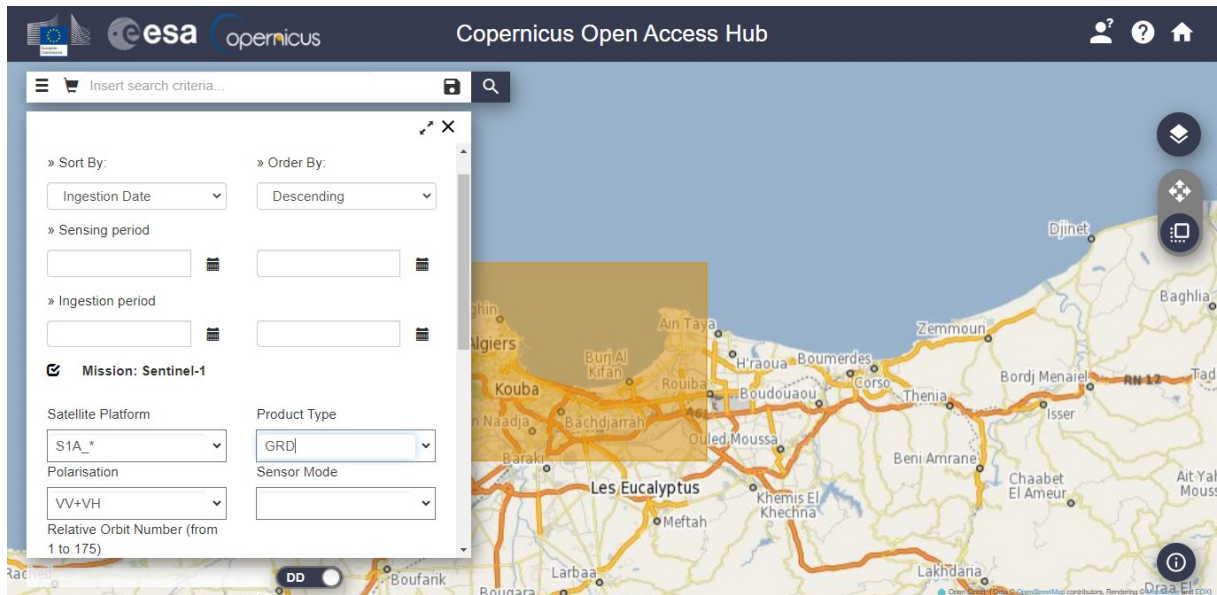 esa opernicus Copernicus Open Access Hub
Insert search criteria...
» Sort By: » Order By:
Ingestion Date Descending
» Sensing period
» Ingestion period
Mission: Sentinel-1
Satellite Platform Product Type
S1A_* GRD
Polarisation Sensor Mode
VV+VH
Relative Orbit Number (from
1 to 175)
DD
Djinet
Baghlia
Ain Taya
Zemmouri
Algiers
Burj Al
Kifan
H'raoua
Boumerdes
Corso
Bordj Menaiel
RN 12
Kouba
Rouiba
Boudouaou
Thenia
Isser
Bachdjarrah
Ouled Moussa
Baraki
Beni Amrane
Chaabet
El Ameur
Les Eucalyptus
Khemis El
Khechna
Meftah
Lakhdaria
Larbaa
Boufarik
Bougara